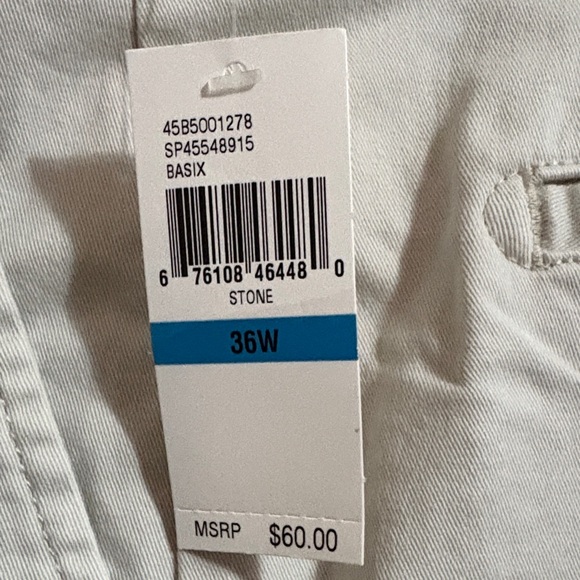 45B5001278
SP45548915
BASIX
6 76108 46448 0
STONE
36W
MSRP $60.00